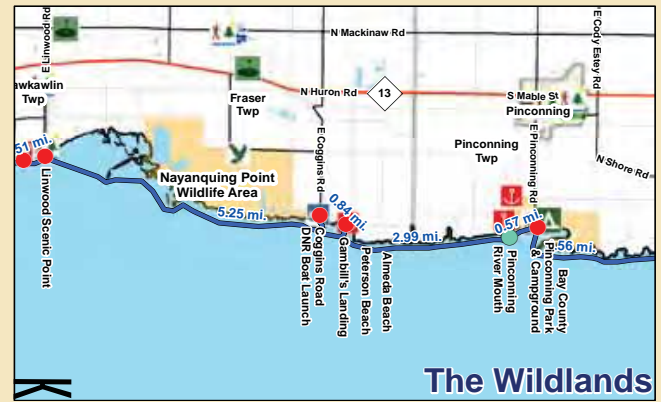 E Linwood Rd
N Mackinaw Rd
E Cody Estey Rd
awkawlin
Twp
Fraser
Twp
N Huron Rd
13
S Mable St
Pinconning
E Coggins Rd
Pinconning
Twp
E Pinconning Rd
N Shore Rd
51 mi.
Nayanquing Point
Wildlife Area
5.25 mi.
0.84 mi.
2.99 mi.
0.57 mi.
.56 mi.
Linwood Scenic Point
Coggins Road
DNR Boat Launch
Gambill's Landing
Peterson Beach
Almeda Beach
Pinconning
River Mouth
Bay County
Pinconning Park
& Campground
The Wildlands